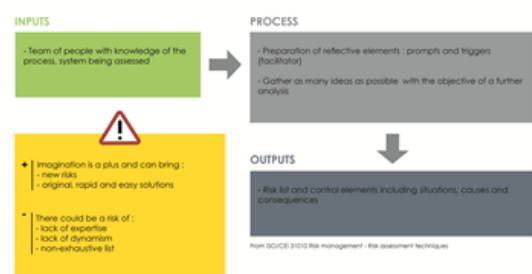 INPUTS
- Team of people with knowledge of the
process, system being assessed
PROCESS
- Preparation of reflective elements : prompts and triggers
(facilitator)
- Gather as many ideas as possible with the objective of a further
analysis
+ Imagination is a plus and can bring :
- new risks
- original, rapid and easy solutions
- There could be a risk of :
- lack of expertise
- lack of dynamism
- non-exhaustive list
OUTPUTS
- Risk list and control elements including situations, causes and
consequences
From ISO/CEI 31010 Risk management - Risk assessment techniques